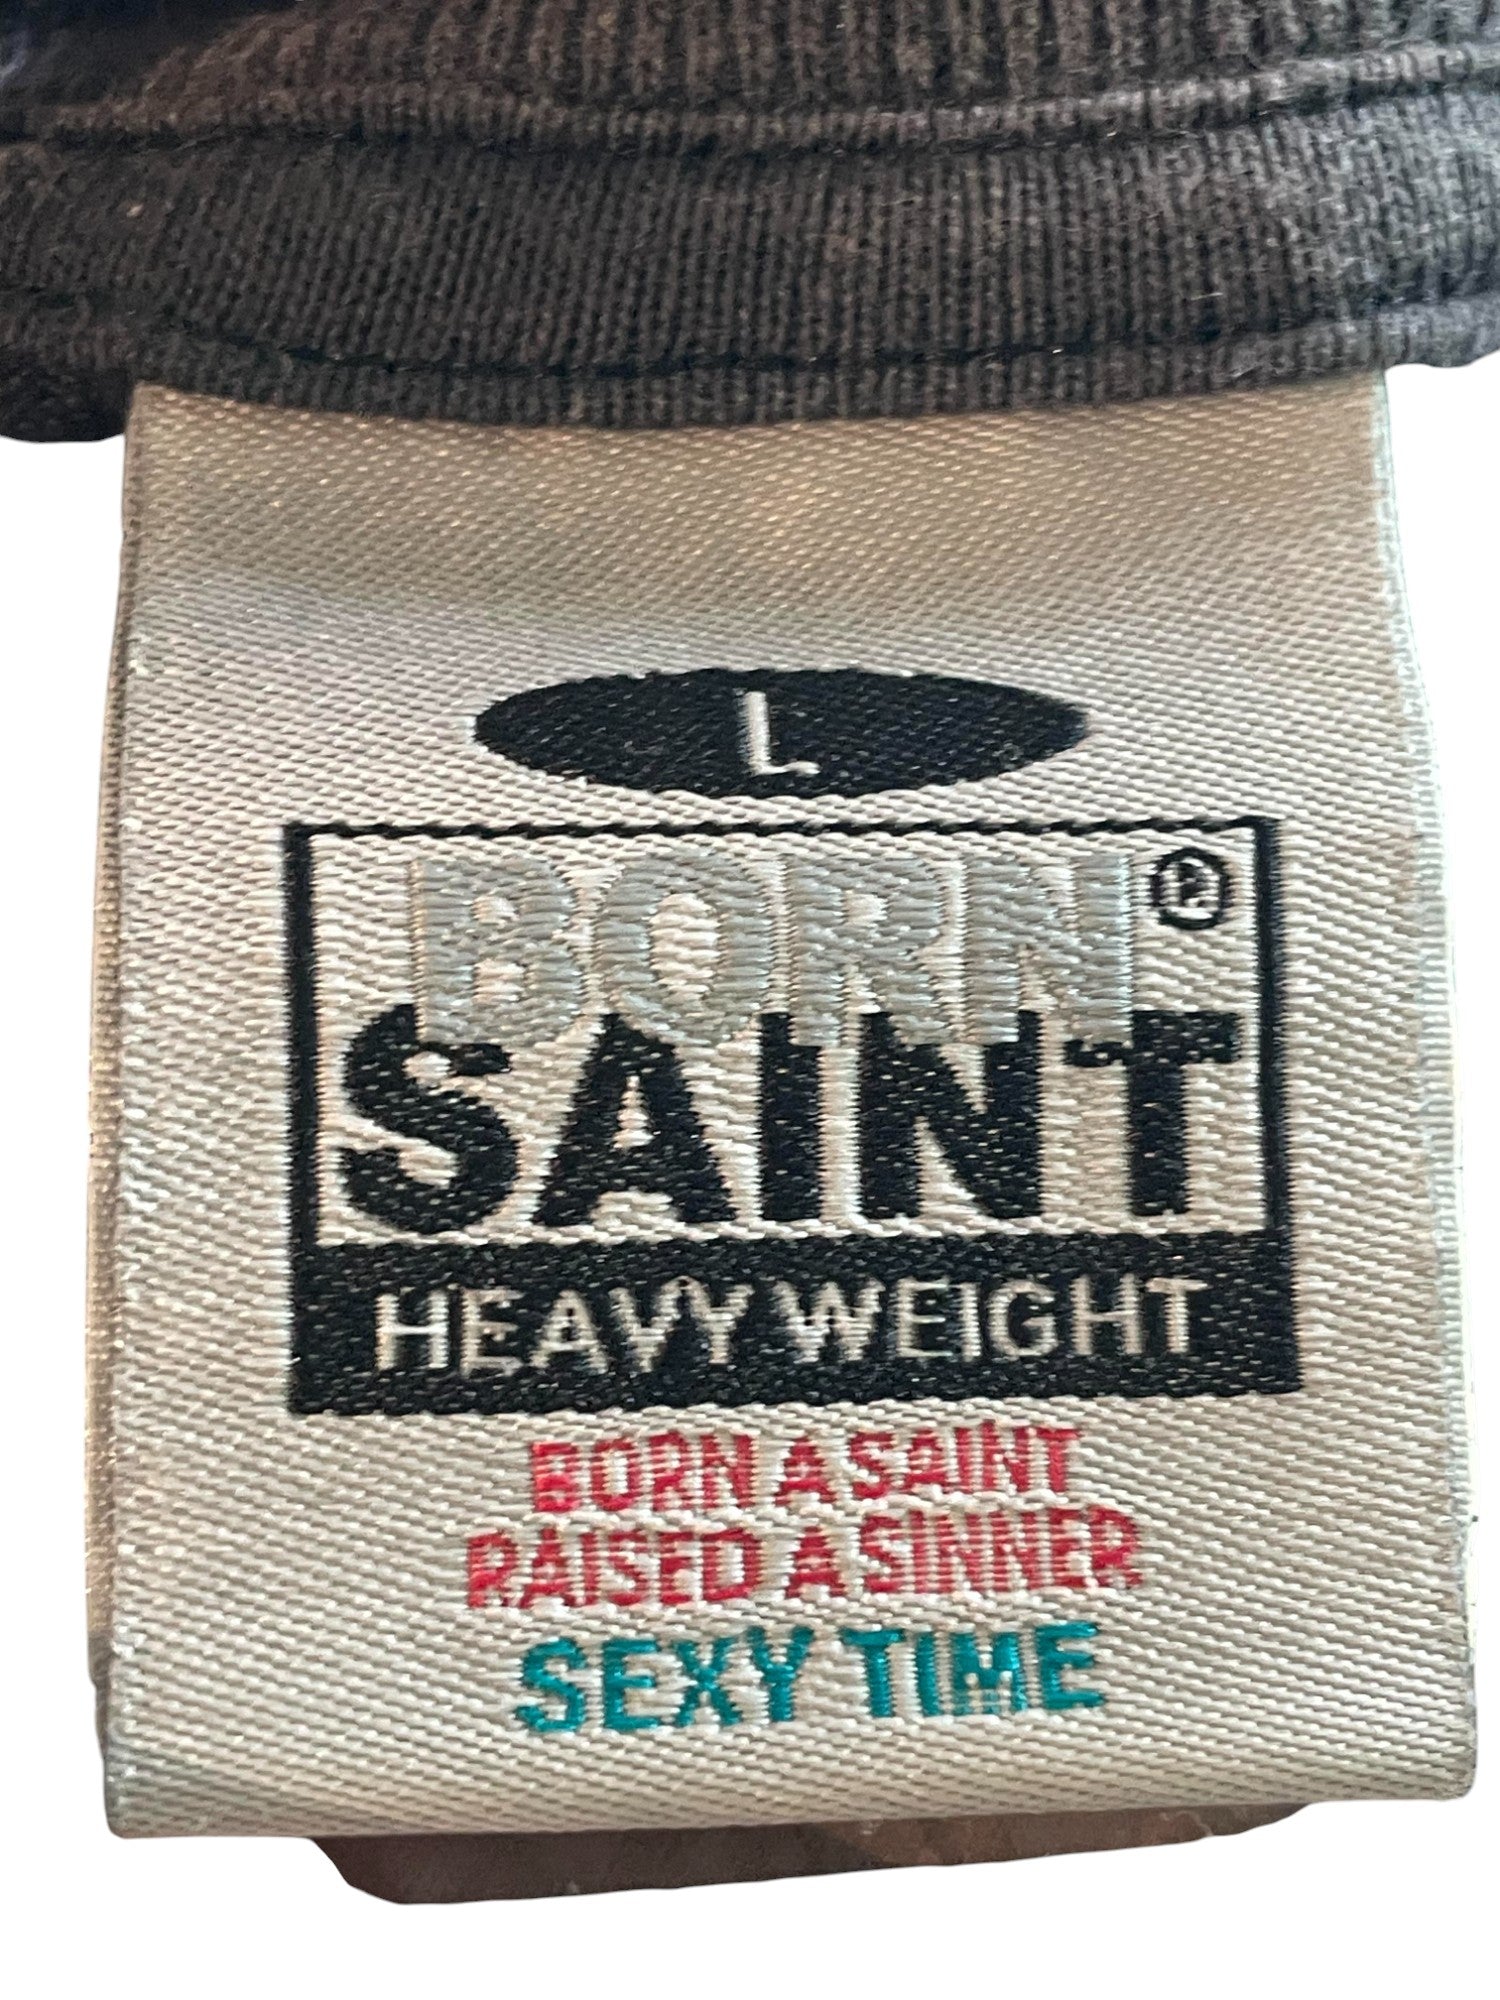 L
BORN ®
SAINT
HEAVY WEIGHT
BORN A SAINT
RAISED A SINNER
SEXY TIME